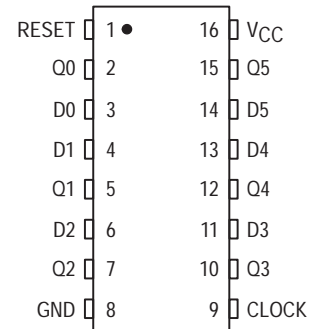 RESET 1 16 VCC
Q0 2 15 Q5
D0 3 14 D5
D1 4 13 D4
Q1 5 12 Q4
D2 6 11 D3
Q2 7 10 Q3
GND 8 9 CLOCK